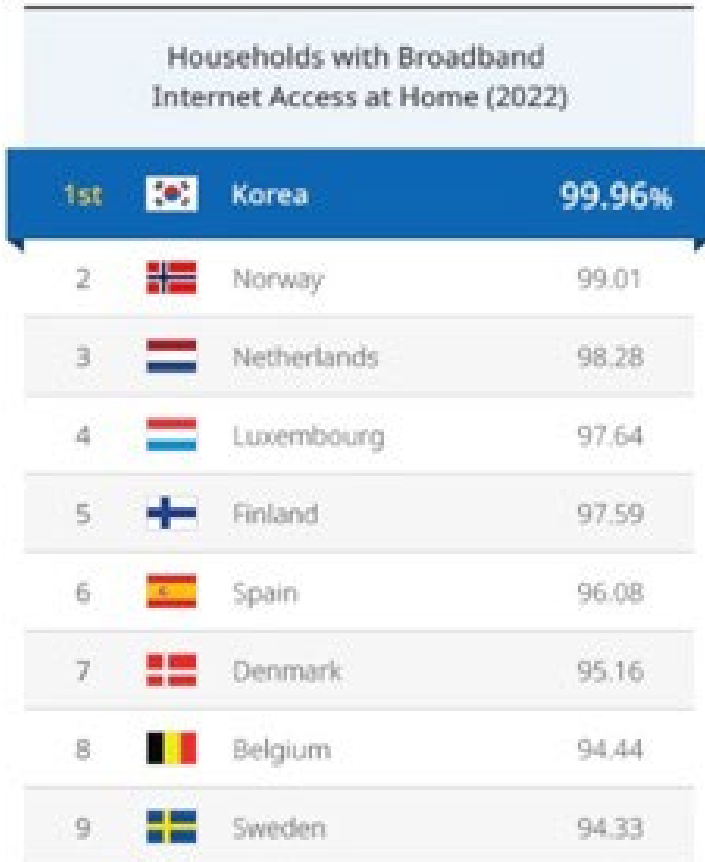 Households with Broadband
Internet Access at Home (2022)
1st Korea 99.96%
2 Norway 99.01
3 Netherlands 98.28
4 Luxembourg 97.64
5 Finland 97.59
6 Spain 96.08
7 Denmark 95.16
8 Belgium 94.44
9 Sweden 94.33